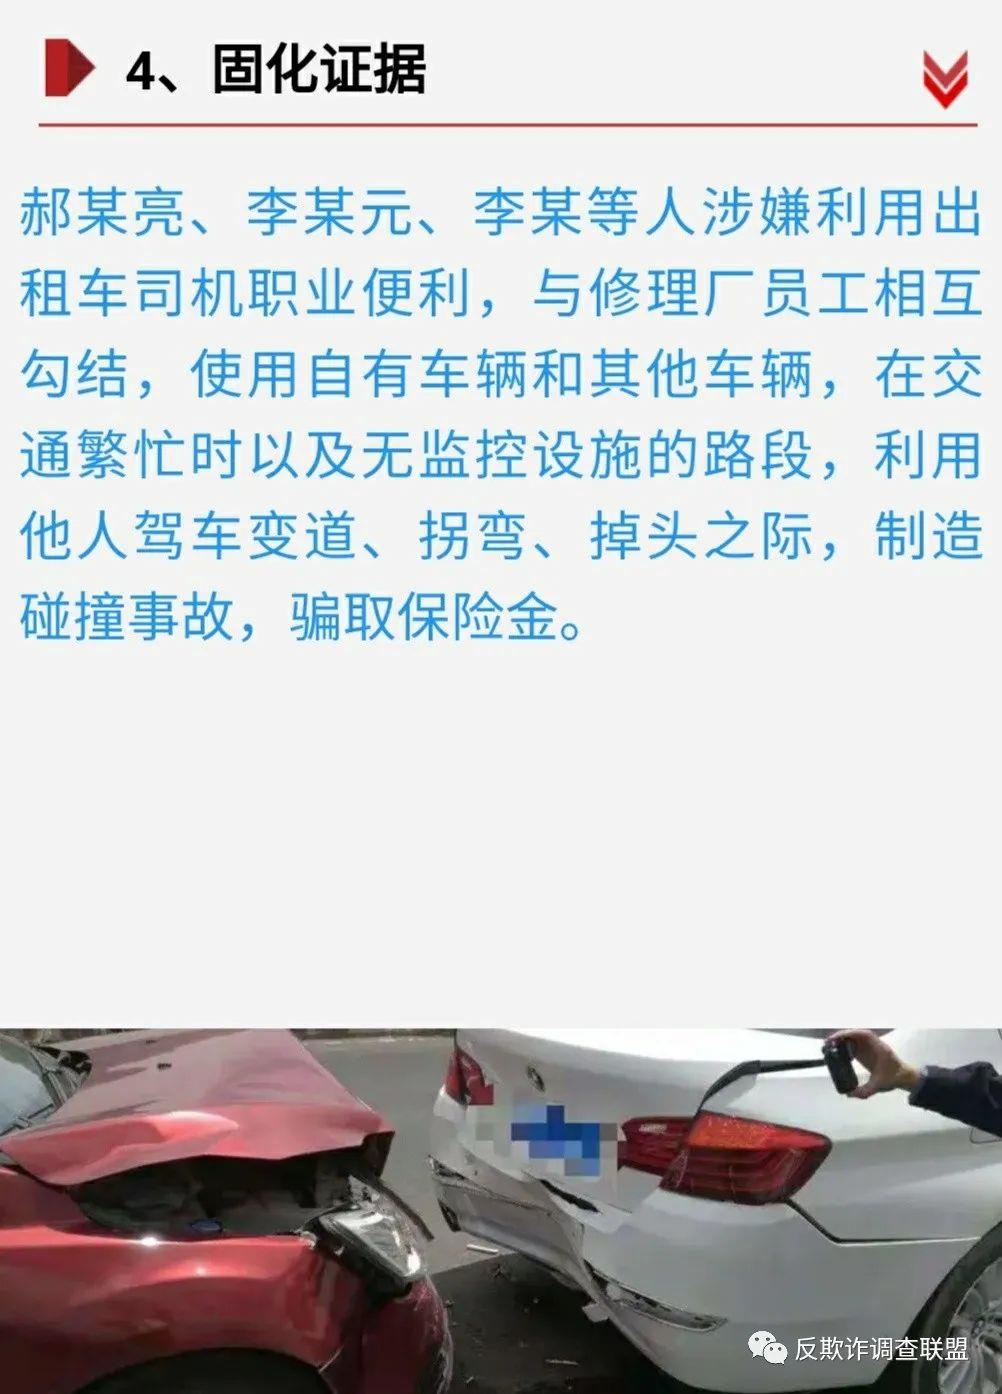 4、固化证据
郝某亮、李某元、李某等人涉嫌利用出
租车司机职业便利，与修理厂员工相互
勾结，使用自有车辆和其他车辆，在交
通繁忙时以及无监控设施的路段，利用
他人驾车变道、拐弯、掉头之际，制造
碰撞事故，骗取保险金。
反欺诈调查联盟